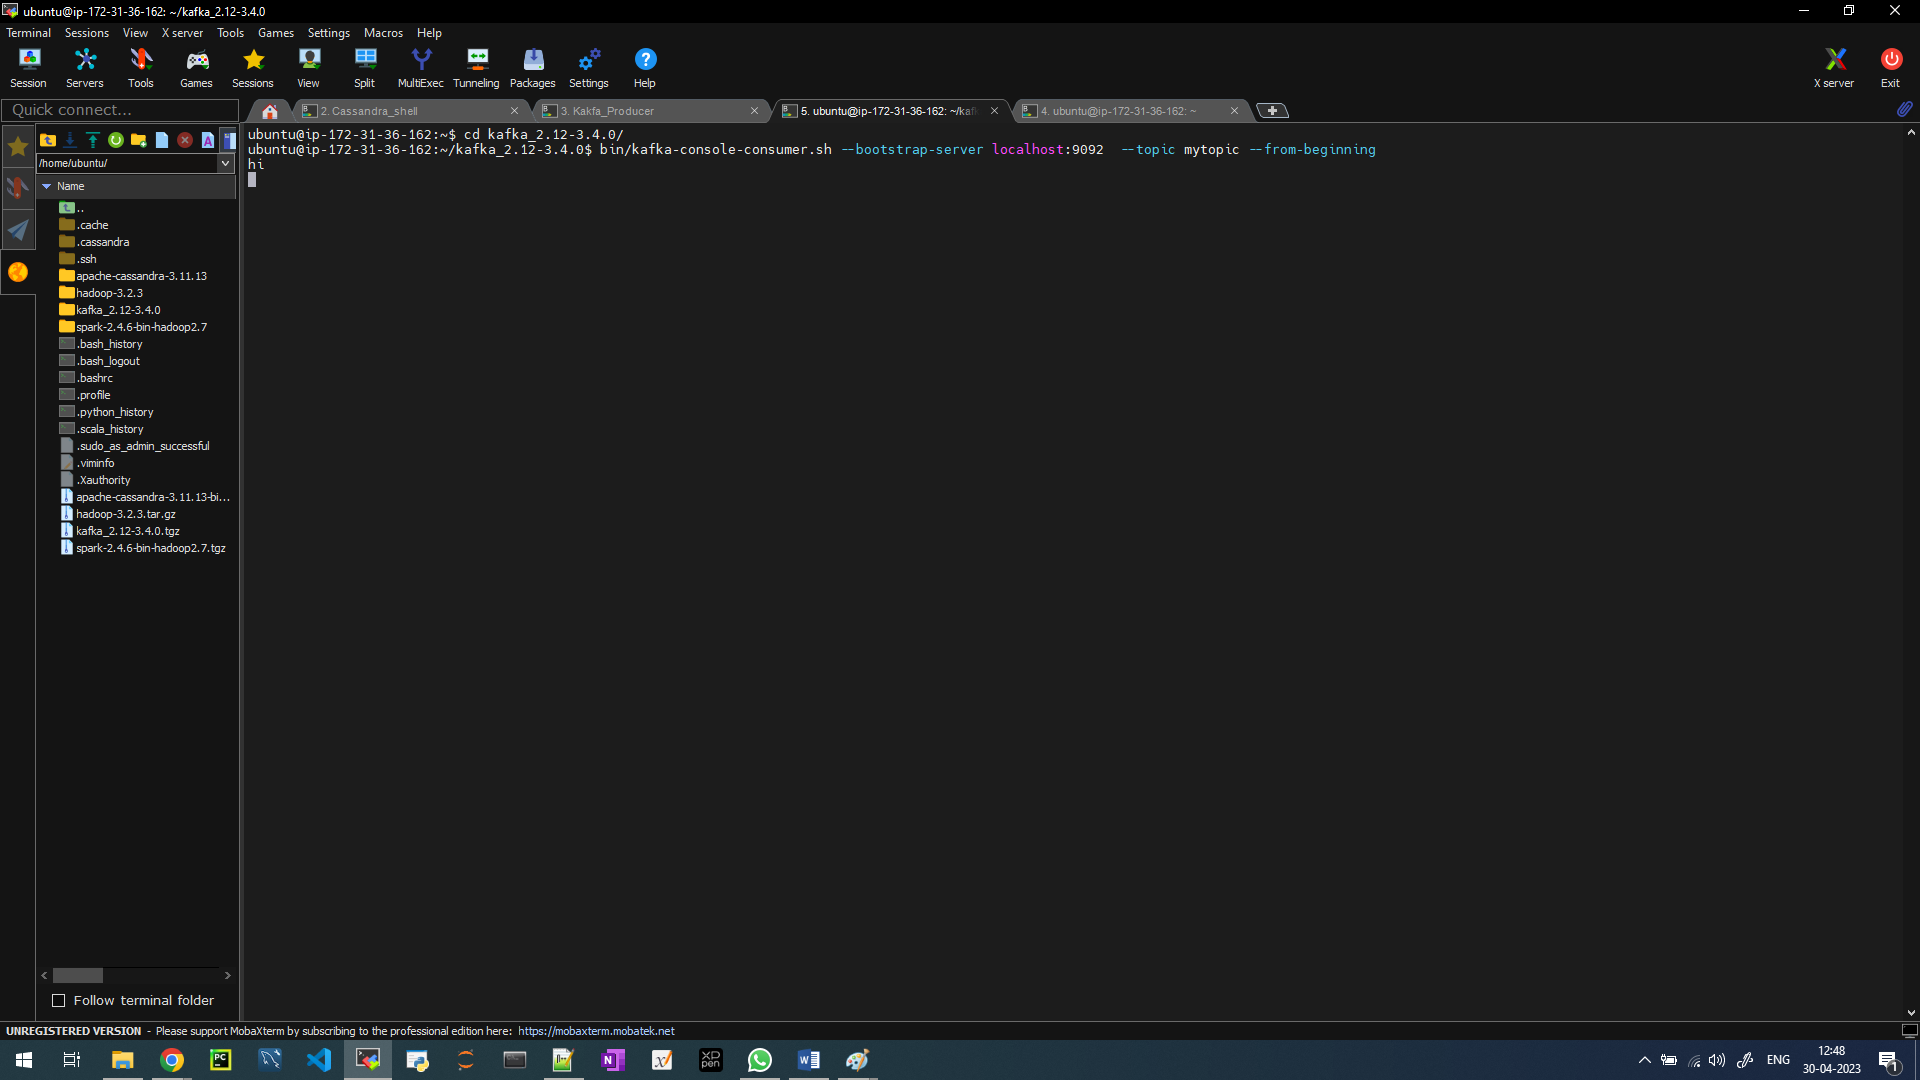 ubuntu@ip-172-31-36-162: ~/kafka_2.12-3.4.0
Terminal Sessions View X server Tools Games Settings Macros Help
Session Servers Tools Games Sessions View Split MultiExec Tunneling Packages Settings Help X server Exit
Quick connect...
2. Cassandra_shell
3. Kakfa_Producer
5. ubuntu@ip-172-31-36-162: ~/kaf
4. ubuntu@ip-172-31-36-162: ~
/home/ubuntu/
Name
..
.cache
.cassandra
.ssh
apache-cassandra-3.11.13
hadoop-3.2.3
kafka_2.12-3.4.0
spark-2.4.6-bin-hadoop2.7
.bash_history
.bash_logout
.bashrc
.profile
.python_history
.scala_history
.sudo_as_admin_successful
.viminfo
.Xauthority
apache-cassandra-3.11.13-bi...
hadoop-3.2.3.tar.gz
kafka_2.12-3.4.0.tgz
spark-2.4.6-bin-hadoop2.7.tgz
Follow terminal folder
ubuntu@ip-172-31-36-162:~$ cd kafka_2.12-3.4.0/
ubuntu@ip-172-31-36-162:~/kafka_2.12-3.4.0$ bin/kafka-console-consumer.sh --bootstrap-server localhost:9092  --topic mytopic --from-beginning
hi
UNREGISTERED VERSION - Please support MobaXterm by subscribing to the professional edition here: https://mobaxterm.mobatek.net
ENG
12:48
30-04-2023
1